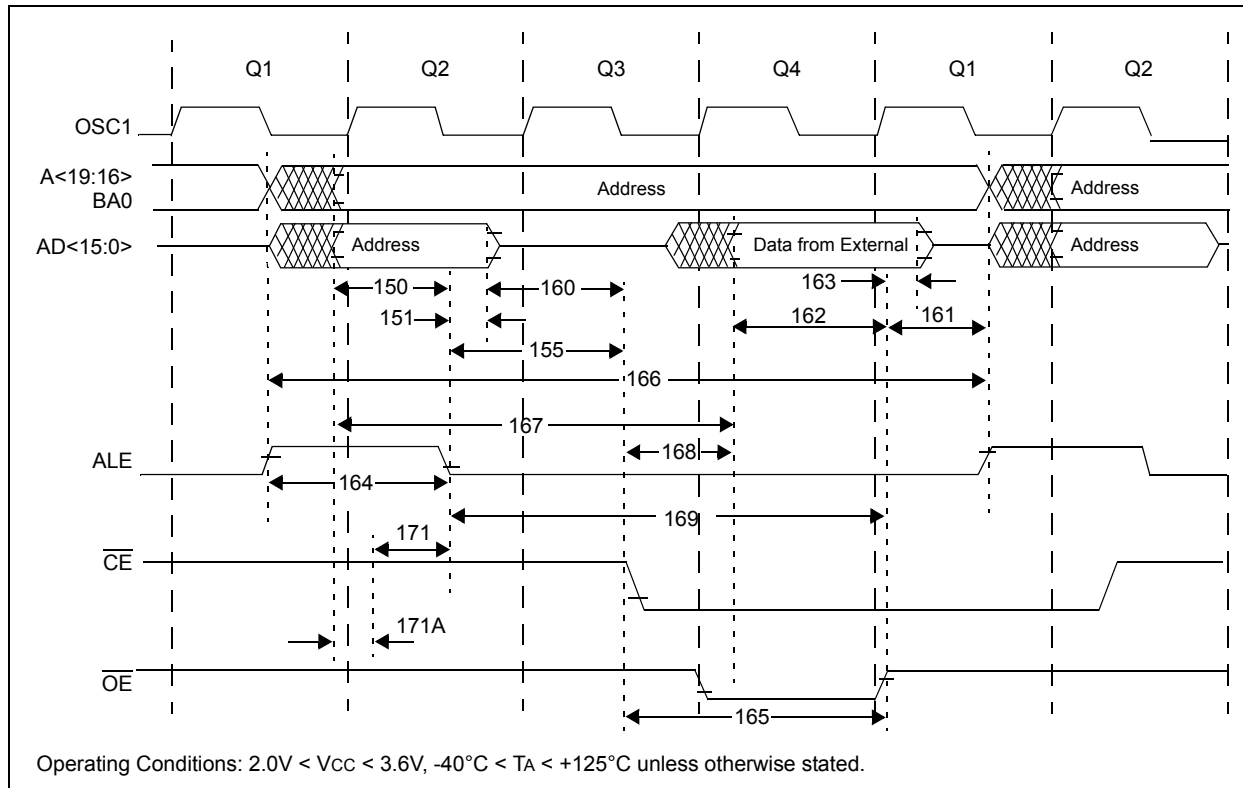 Q1 Q2 Q3 Q4 Q1 Q2
OSC1
A<19:16>
BA0
Address
Address
AD<15:0>
Address
Data from External
Address
150
160
163
151
162
161
155
166
167
168
ALE
164
169
171
CE
171A
OE
165
Operating Conditions: 2.0V < VCC < 3.6V, -40°C < TA < +125°C unless otherwise stated.